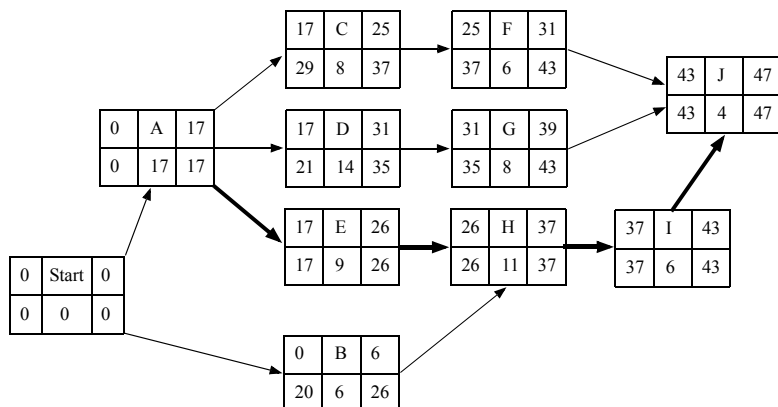 17 C 25
29 8 37
25 F 31
37 6 43
43 J 47
43 4 47
0 A 17
0 17 17
17 D 31
21 14 35
31 G 39
35 8 43
17 E 26
17 9 26
26 H 37
26 11 37
37 I 43
37 6 43
0 Start 0
0 0 0
0 B 6
20 6 26